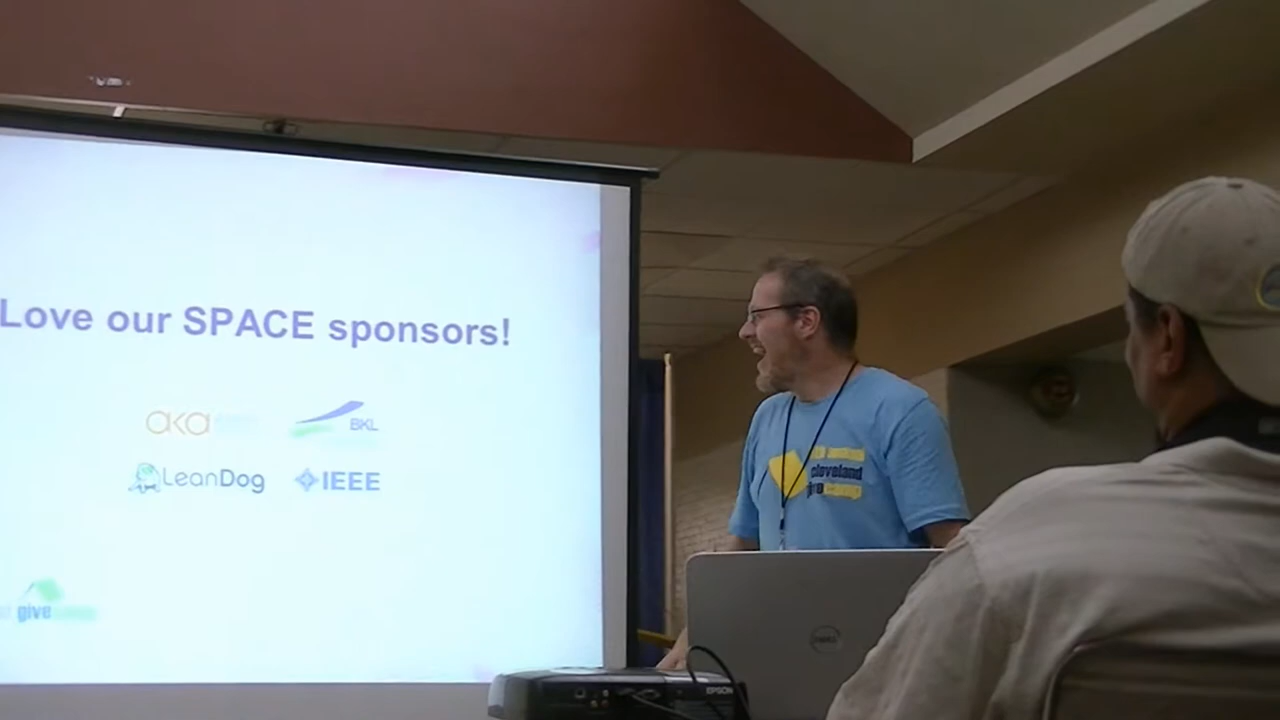 Love our SPACE sponsors!
aka
BKL
LeanDog
IEEE
give
cleveland
DELL
EPSON